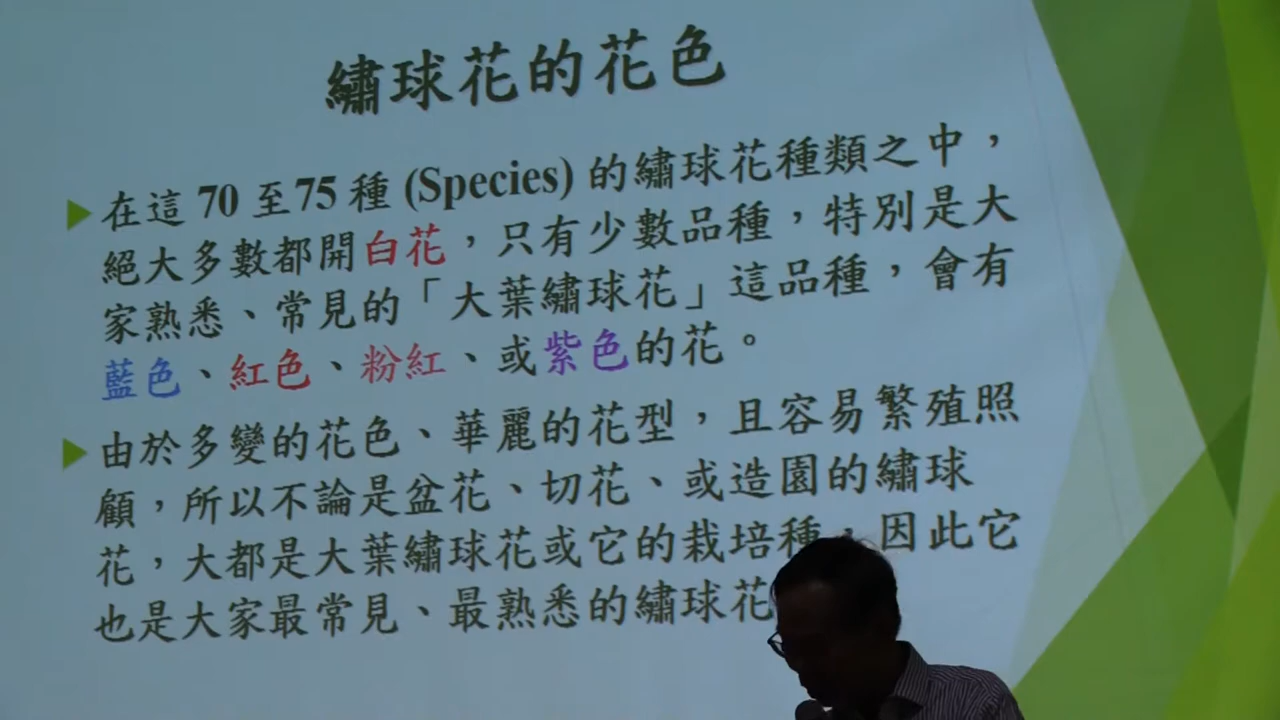 繡球花的花色
在這 70 至75 種 (Species) 的繡球花種類之中，
絕大多數都開白花，只有少數品種，特別是大
家熟悉、常見的「大葉繡球花」這品種，會有
藍色、紅色、粉紅、或紫色的花。
由於多變的花色、華麗的花型，且容易繁殖照
顧，所以不論是盆花、切花、或造園的繡球
花，大都是大葉繡球花或它的栽培種，因此它
也是大家最常見、最熟悉的繡球花